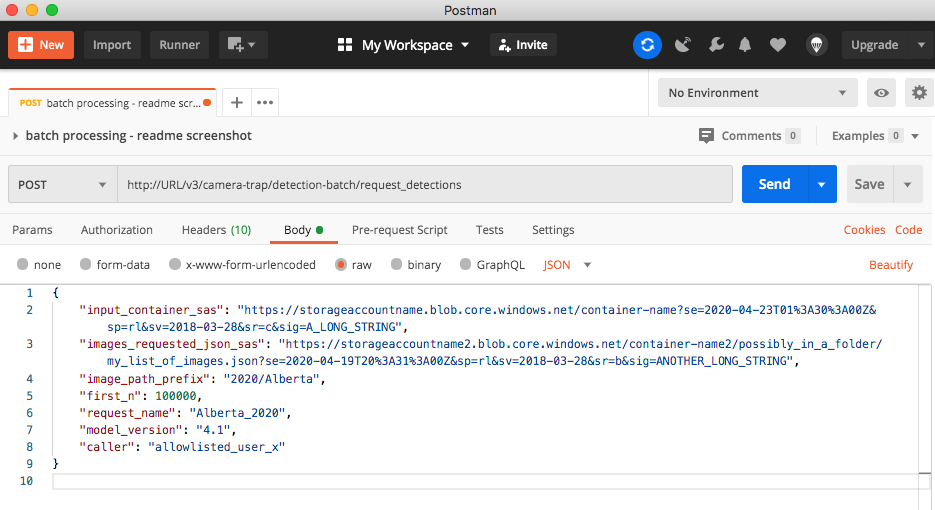 Postman
New Import Runner My Workspace Invite Upgrade
POST batch processing - readme scr... No Environment
batch processing - readme screenshot Comments 0 Examples 0
POST http://URL/v3/camera-trap/detection-batch/request_detections Send Save
Params Authorization Headers (10) Body Pre-request Script Tests Settings Cookies Code
none form-data x-www-form-urlencoded raw binary GraphQL JSON Beautify
1 {
2 "input_container_sas": "https://storageaccountname.blob.core.windows.net/container-name?se=2020-04-23T01%3A30%3A00Z&
sp=rl&sv=2018-03-28&sr=c&sig=A_LONG_STRING",
3 "images_requested_json_sas": "https://storageaccountname2.blob.core.windows.net/container-name2/possibly_in_a_folder/
my_list_of_images.json?se=2020-04-19T20%3A31%3A00Z&sp=rl&sv=2018-03-28&sr=b&sig=ANOTHER_LONG_STRING",
4 "image_path_prefix": "2020/Alberta",
5 "first_n": 100000,
6 "request_name": "Alberta_2020",
7 "model_version": "4.1",
8 "caller": "allowlisted_user_x"
9 }
10